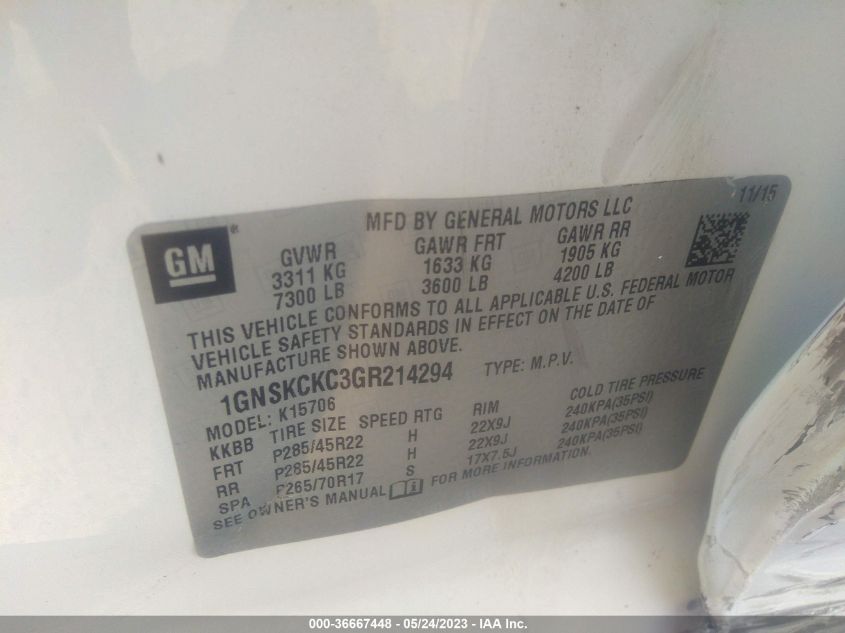 11/15
MFD BY GENERAL MOTORS LLC
GM®
GVWR GAWR FRT GAWR RR
3311 KG 1633 KG 1905 KG
7300 LB 3600 LB 4200 LB
THIS VEHICLE CONFORMS TO ALL APPLICABLE U.S. FEDERAL MOTOR
VEHICLE SAFETY STANDARDS IN EFFECT ON THE DATE OF
MANUFACTURE SHOWN ABOVE.
1GNSKCKC3GR214294 TYPE: M.P.V.
MODEL: K15706
KKBB TIRE SIZE SPEED RTG RIM COLD TIRE PRESSURE
FRT P285/45R22 H 22X9J 240KPA(35PSI)
RR P285/45R22 H 22X9J 240KPA(35PSI)
SPA P265/70R17 S 17X7.5J 240KPA(35PSI)
SEE OWNER'S MANUAL FOR MORE INFORMATION.
000-36667448 - 05/24/2023 - IAA Inc.